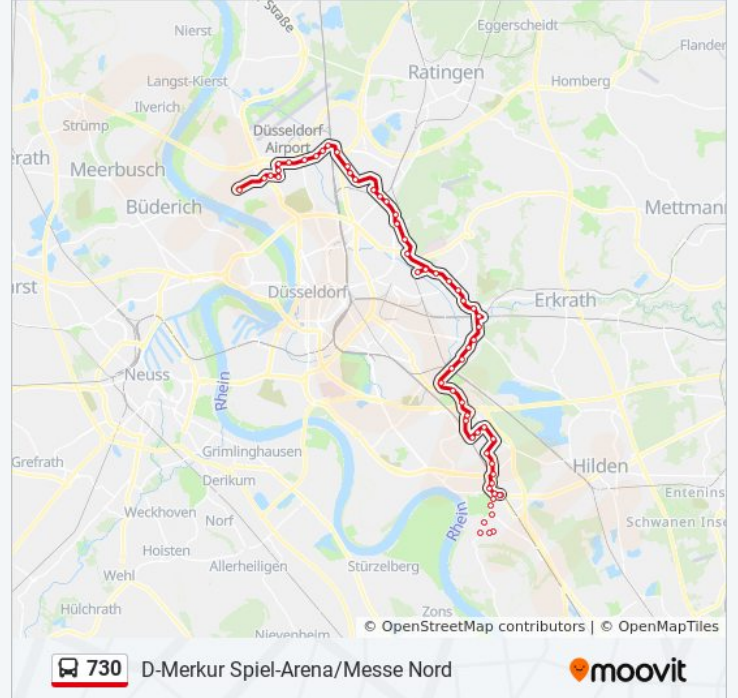 Straße
Nierst
Eggerscheidt
Flander
Ratingen
Langst-Kierst
Homberg
Ilverich
Strümp
Düsseldorf
Airport
erath
Meerbusch
Büderich
Mettman
arst
Düsseldorf
Erkrath
Neuss
Rhein
Grimlinghausen
Grefrath
Hilden
Derikum
Entenins
Weckhoven
Norf
Rhein
Schwanen Inse
Hoisten
Allerheiligen
Stürzelberg
Wehl
Hülchrath
Zons
Nievenheim
© OpenStreetMap contributors | © OpenMapTiles
730 D-Merkur Spiel-Arena/Messe Nord
moovit